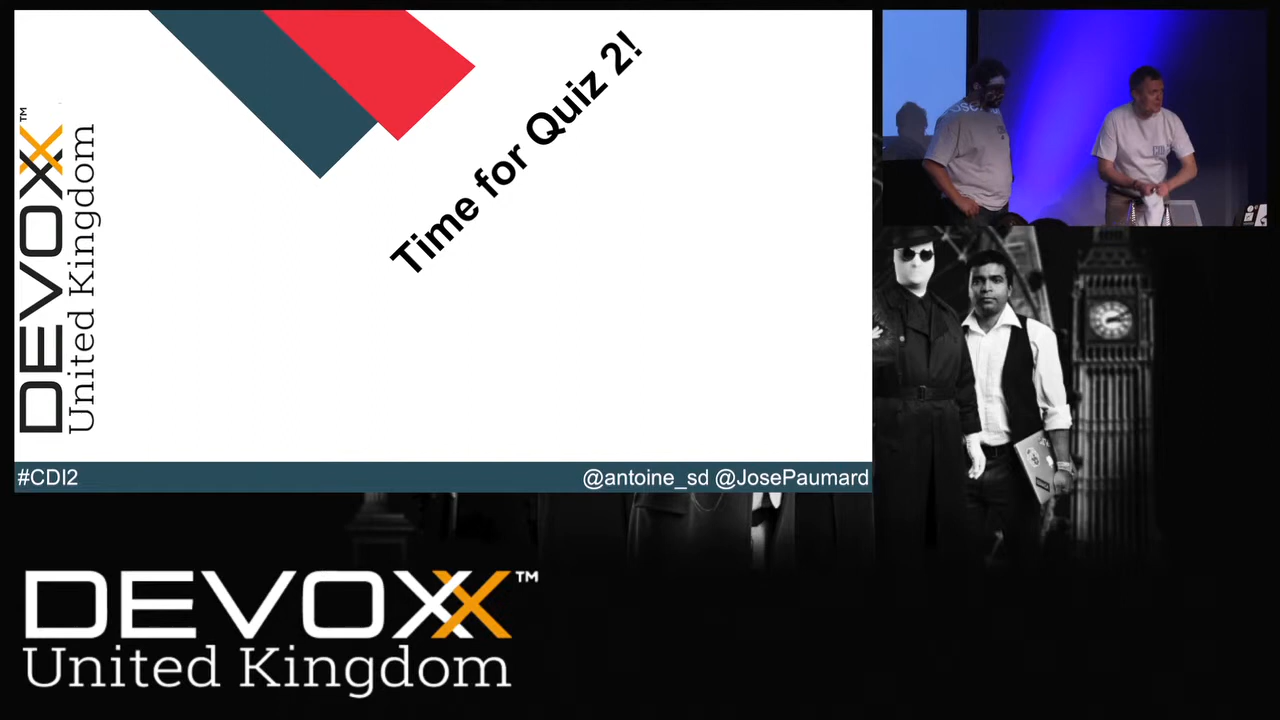 Time for Quiz 2!
DEVOXX™
United Kingdom
#CDI2
@antoine_sd @JosePaumard
DEVOXX™
United Kingdom